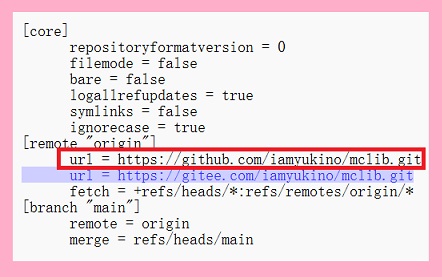 [core]
repositoryformatversion = 0
filemode = false
bare = false
logallrefupdates = true
symlinks = false
ignorecase = true
[remote "origin"]
url = https://github.com/iamyukino/mclib.git
url = https://gitee.com/iamyukino/mclib.git
fetch = +refs/heads/*:refs/remotes/origin/*
[branch "main"]
remote = origin
merge = refs/heads/main